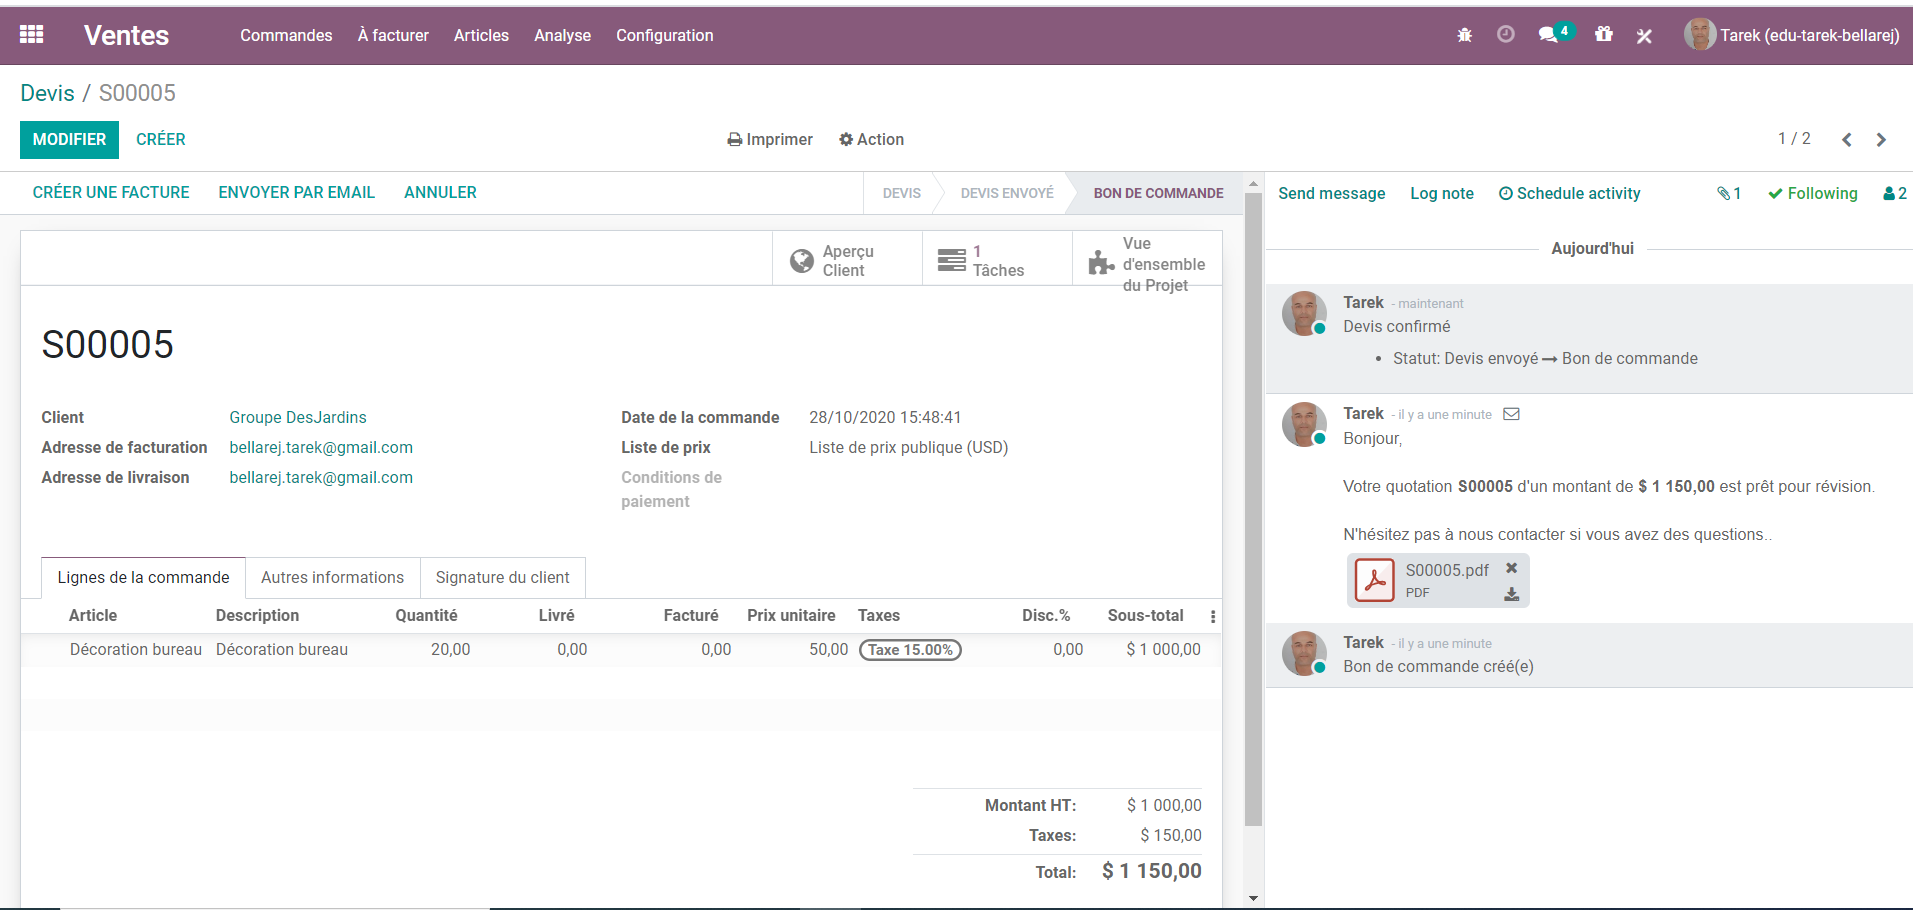 Ventes Commandes À facturer Articles Analyse Configuration 4 Tarek (edu-tarek-bellarej)
Devis / S00005
MODIFIER CRÉER Imprimer Action 1 / 2
CRÉER UNE FACTURE ENVOYER PAR EMAIL ANNULER DEVIS DEVIS ENVOYÉ BON DE COMMANDE
Aperçu
Client
1
Tâches
Vue
d'ensemble
du Projet
S00005
Client Groupe DesJardins
Adresse de facturation bellarej.tarek@gmail.com
Adresse de livraison bellarej.tarek@gmail.com
Date de la commande 28/10/2020 15:48:41
Liste de prix Liste de prix publique (USD)
Conditions de
paiement
Lignes de la commande Autres informations Signature du client
Article Description Quantité Livré Facturé Prix unitaire Taxes Disc.% Sous-total
Décoration bureau Décoration bureau 20,00 0,00 0,00 50,00 Taxe 15.00% 0,00 $ 1 000,00
Montant HT: $ 1 000,00
Taxes: $ 150,00
Total: $ 1 150,00
Send message Log note Schedule activity 1 Following 2
Aujourd'hui
Tarek - maintenant
Devis confirmé
• Statut: Devis envoyé → Bon de commande
Tarek - il y a une minute
Bonjour,
Votre quotation S00005 d'un montant de $ 1 150,00 est prêt pour révision.
N'hésitez pas à nous contacter si vous avez des questions..
S00005.pdf
PDF
Tarek - il y a une minute
Bon de commande créé(e)